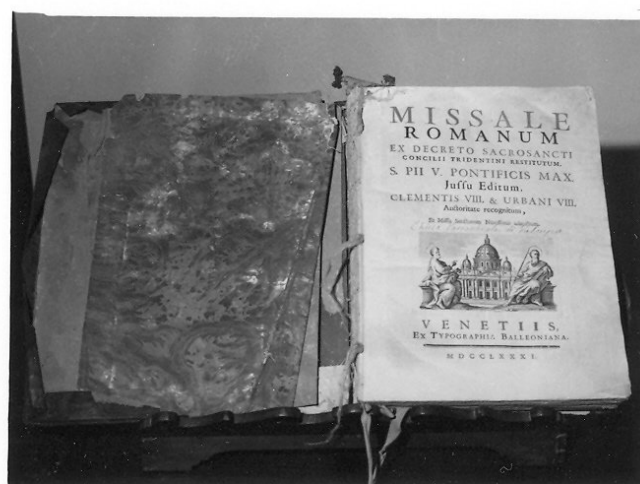 MISSALE
ROMANUM
EX DECRETO SACROSANCTI
CONCILII TRIDENTINI RESTITUTUM.
S. PII V. PONTIFICIS MAX.
Jussu Editum.
CLEMENTIS VIII. & URBANI VIII.
Auctoritate recognitum,
VENETIIS,
EX TYPOGRAPHIA BALLEONIANA.
MDCCLXXXI.